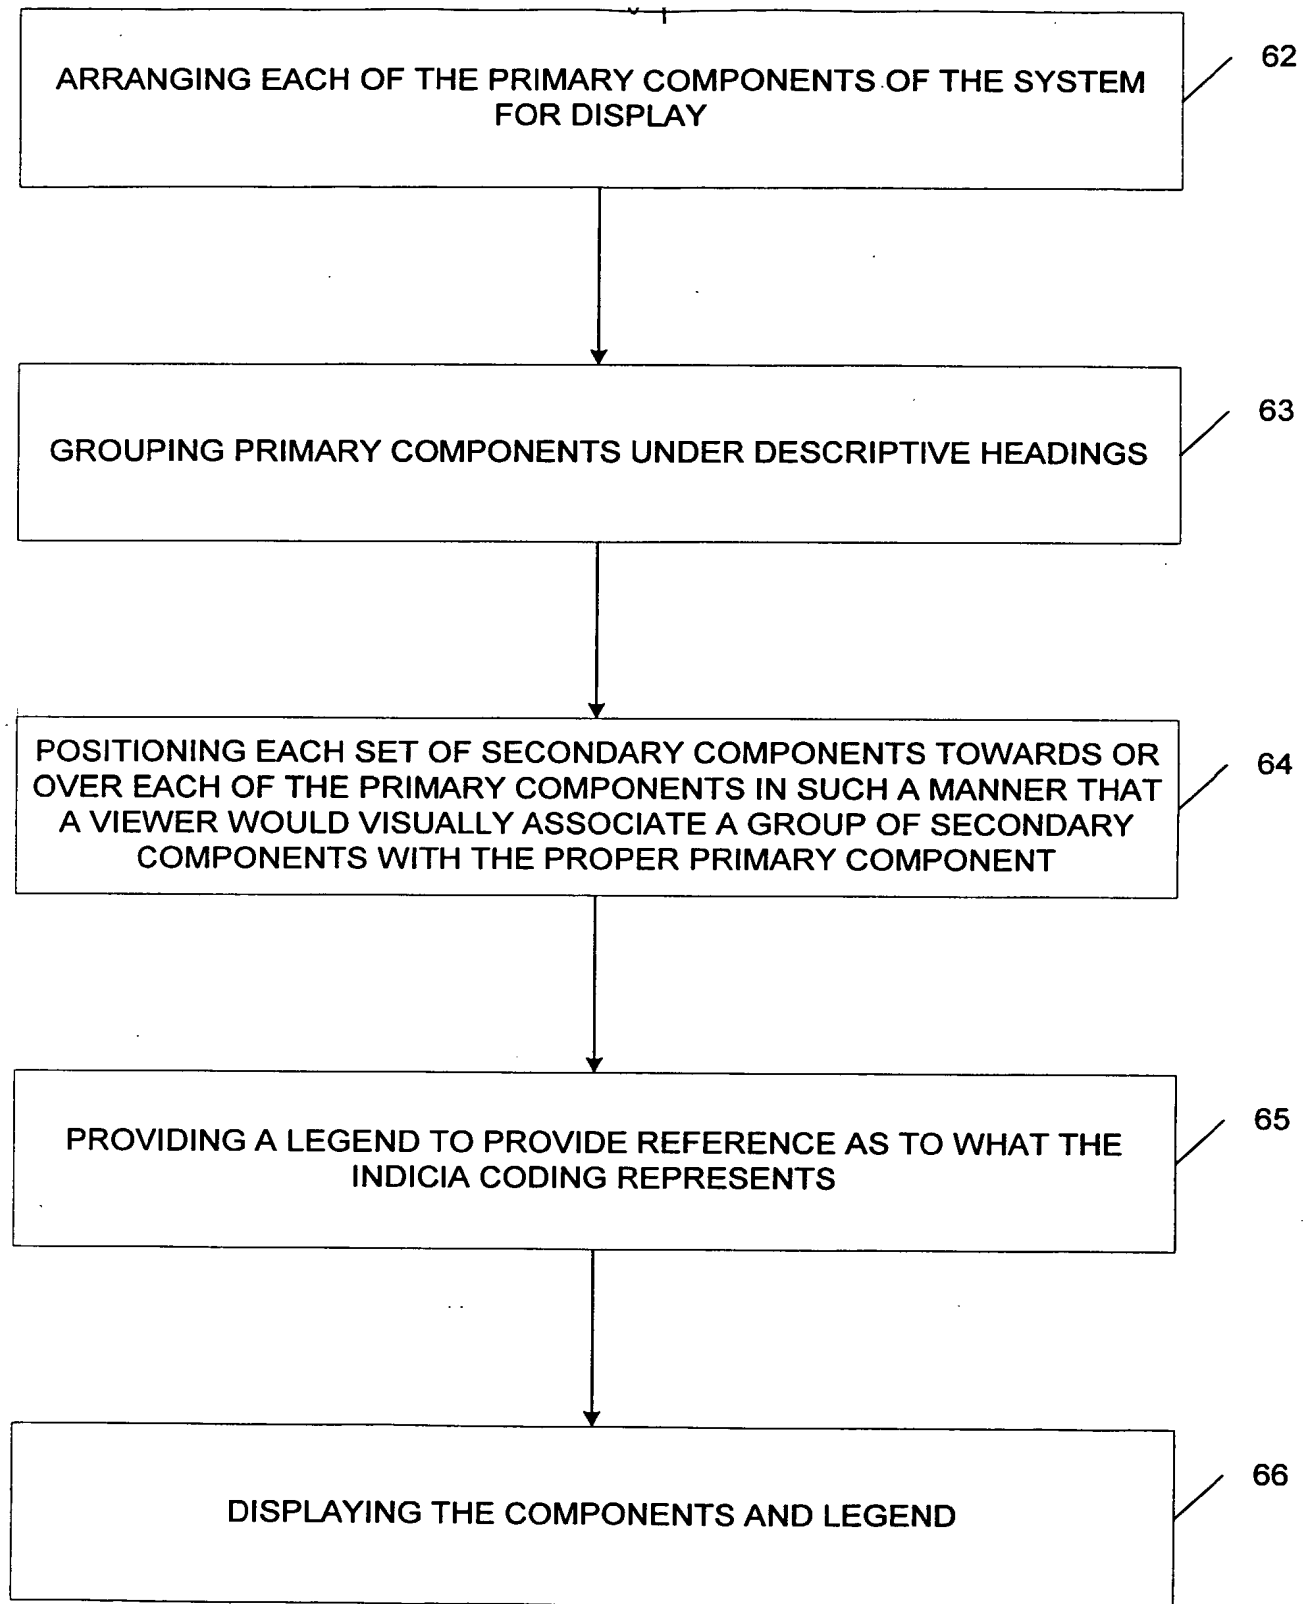 ARRANGING EACH OF THE PRIMARY COMPONENTS OF THE SYSTEM
FOR DISPLAY
62
GROUPING PRIMARY COMPONENTS UNDER DESCRIPTIVE HEADINGS
63
POSITIONING EACH SET OF SECONDARY COMPONENTS TOWARDS OR
OVER EACH OF THE PRIMARY COMPONENTS IN SUCH A MANNER THAT
A VIEWER WOULD VISUALLY ASSOCIATE A GROUP OF SECONDARY
COMPONENTS WITH THE PROPER PRIMARY COMPONENT
64
PROVIDING A LEGEND TO PROVIDE REFERENCE AS TO WHAT THE
INDICIA CODING REPRESENTS
65
DISPLAYING THE COMPONENTS AND LEGEND
66